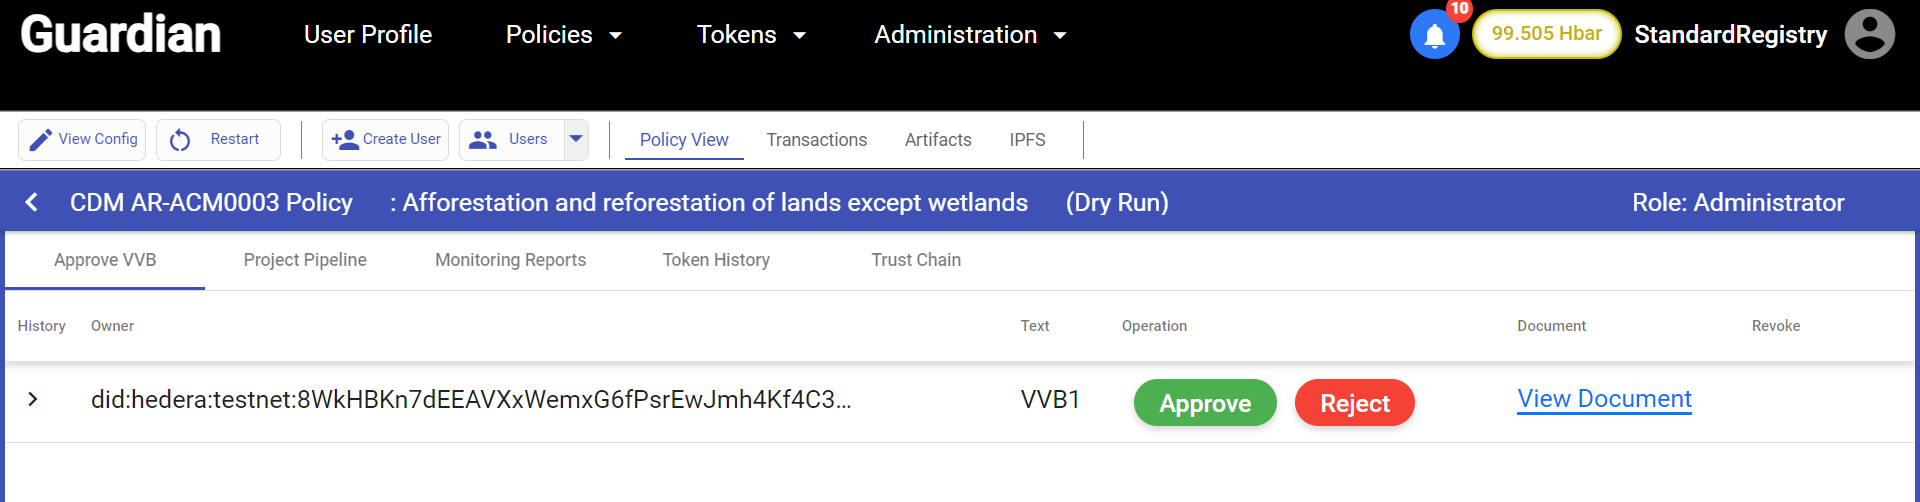 Guardian User Profile Policies Tokens Administration 10 99.505 Hbar StandardRegistry
View Config Restart Create User Users Policy View Transactions Artifacts IPFS
CDM AR-ACM0003 Policy : Afforestation and reforestation of lands except wetlands (Dry Run) Role: Administrator
Approve VVB Project Pipeline Monitoring Reports Token History Trust Chain
History Owner Text Operation Document Revoke
did:hedera:testnet:8WkHBKn7dEEAVXxWemxG6fPsrEwJmh4Kf4C3... VVB1 Approve Reject View Document